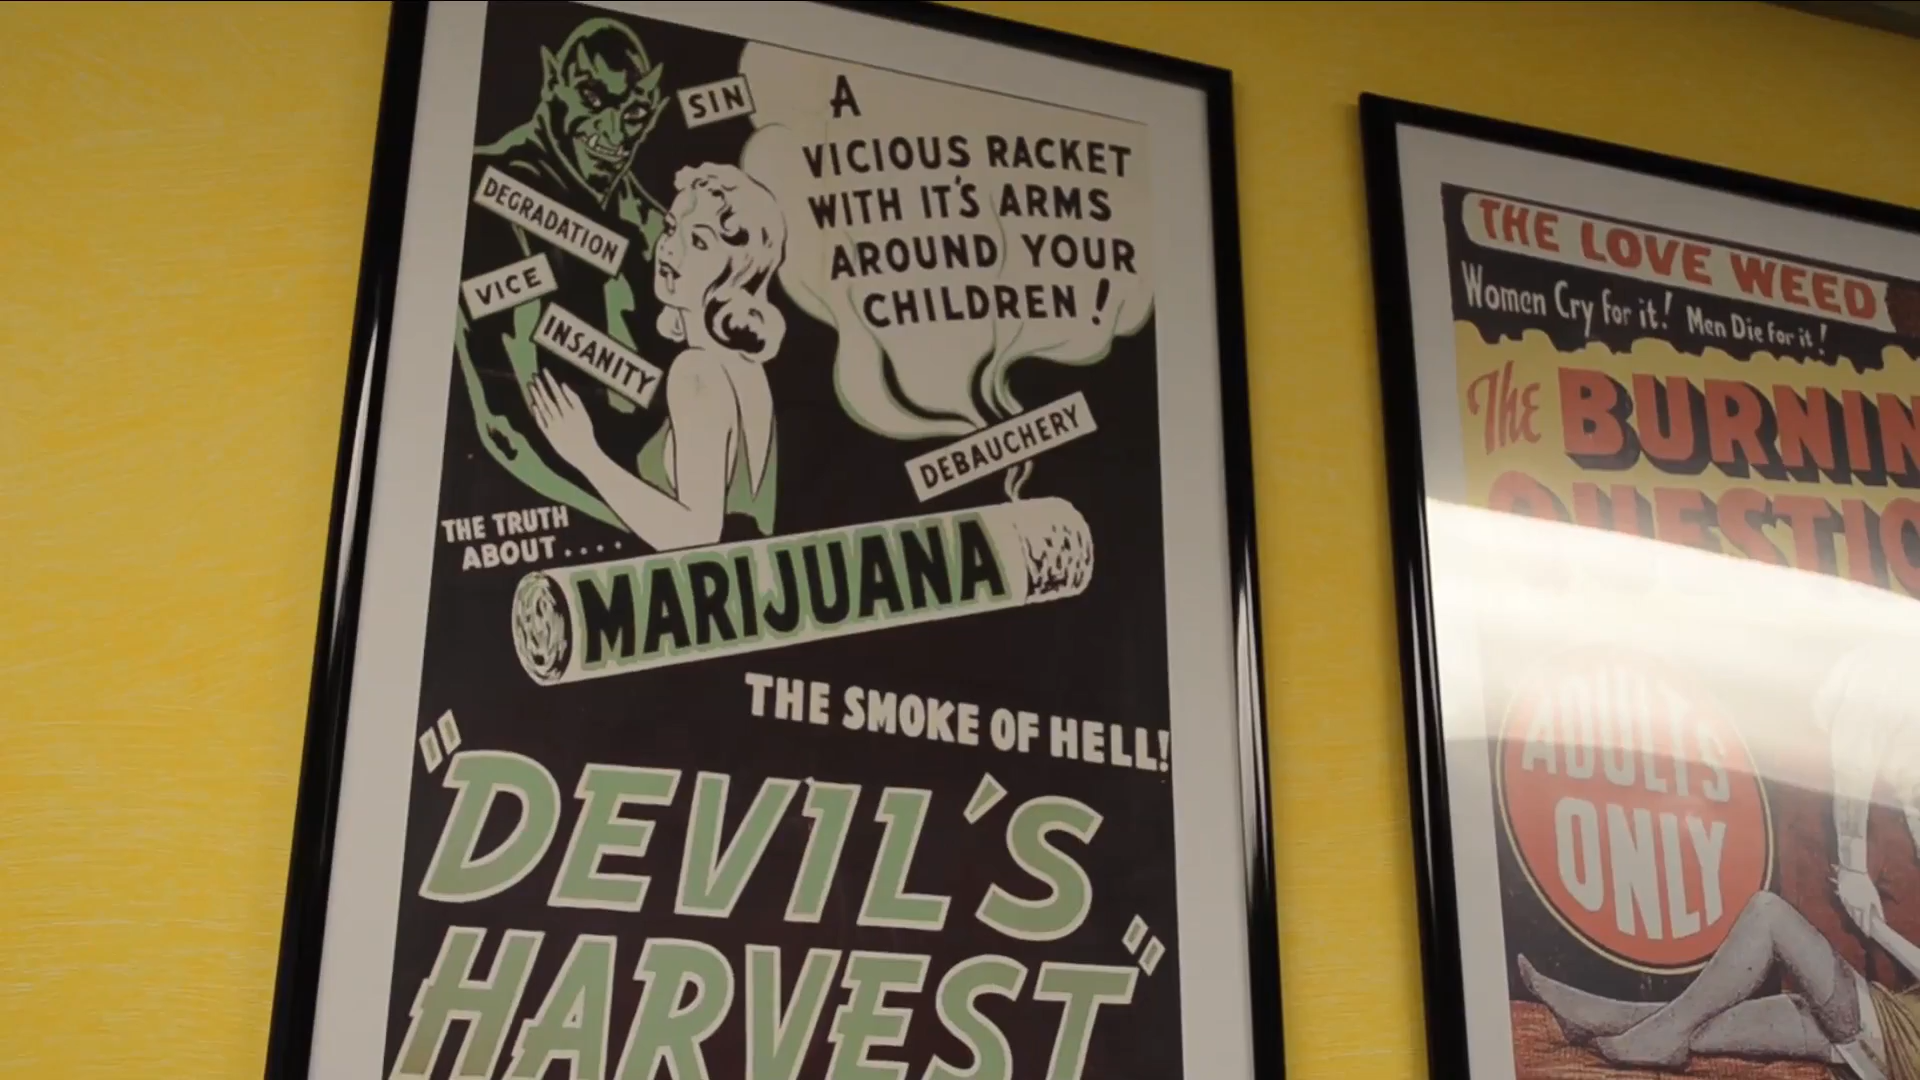 SIN
DEGRADATION
VICE
INSANITY
A
VICIOUS RACKET
WITH IT'S ARMS
AROUND YOUR
CHILDREN!
DEBAUCHERY
THE TRUTH
ABOUT....
MARIJUANA
THE SMOKE OF HELL!
"DEVIL'S
HARVEST"
THE LOVE WEED
Women Cry for it! Men Die for it!
The BURNIN
QUESTIO
ADULTS
ONLY